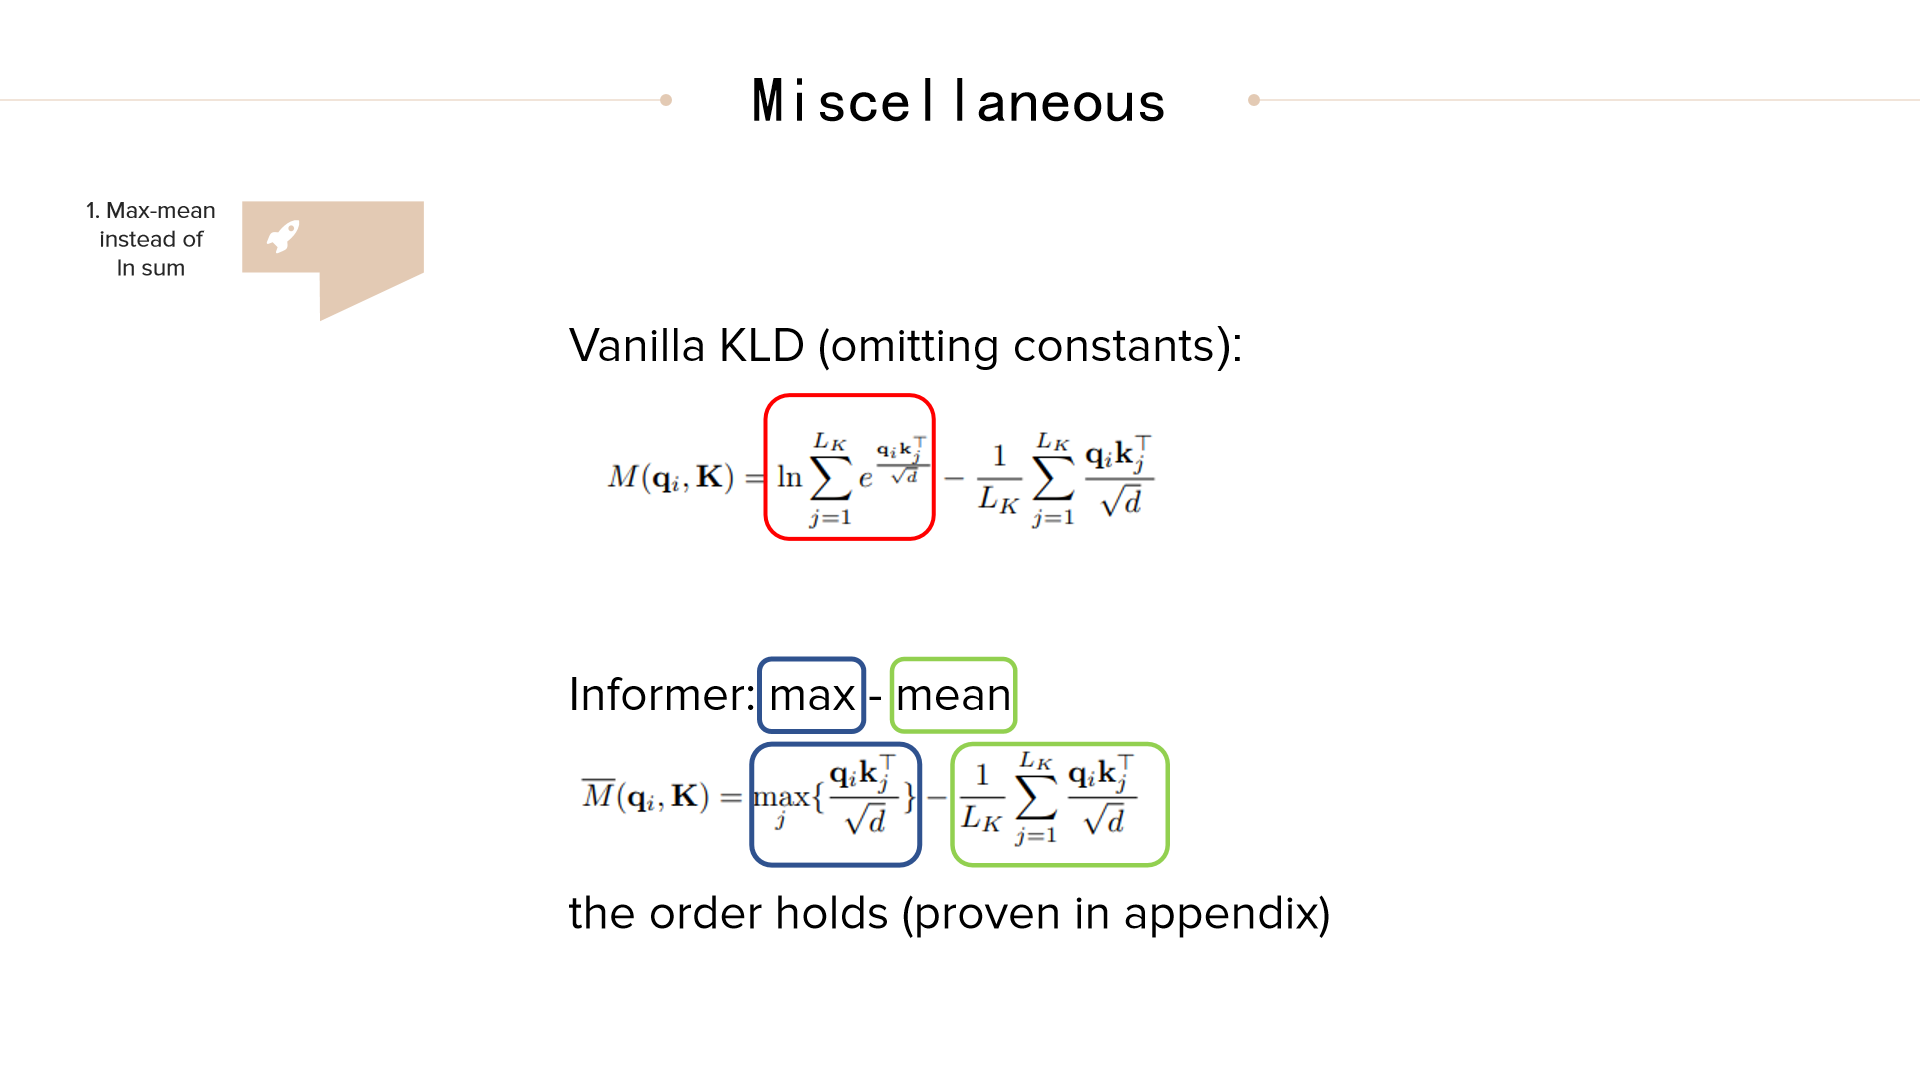 Miscellaneous
1. Max-mean
instead of
ln sum
Vanilla KLD (omitting constants):
$M(\mathbf{q}_i, \mathbf{K}) = \ln \sum_{j=1}^{L_K} e^{\frac{\mathbf{q}_i \mathbf{k}_j^\top}{\sqrt{d}}} - \frac{1}{L_K} \sum_{j=1}^{L_K} \frac{\mathbf{q}_i \mathbf{k}_j^\top}{\sqrt{d}}$
Informer: max - mean
$\overline{M}(\mathbf{q}_i, \mathbf{K}) = \max_j \{ \frac{\mathbf{q}_i \mathbf{k}_j^\top}{\sqrt{d}} \} - \frac{1}{L_K} \sum_{j=1}^{L_K} \frac{\mathbf{q}_i \mathbf{k}_j^\top}{\sqrt{d}}$
the order holds (proven in appendix)